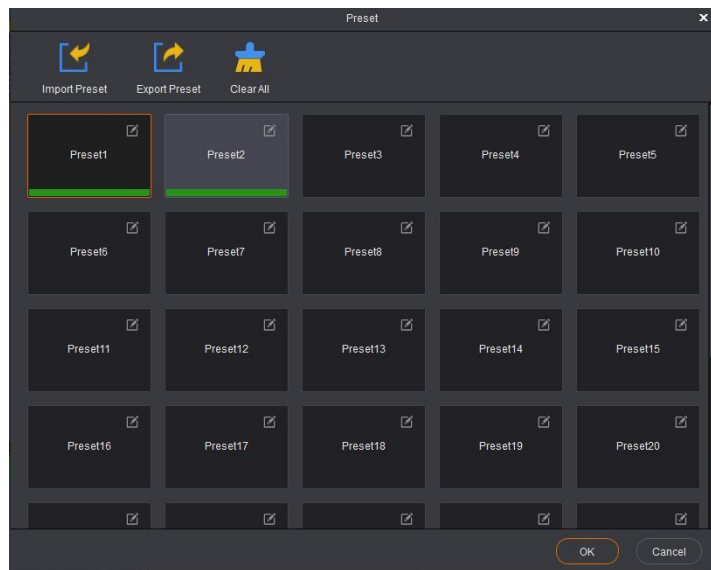 Preset
x
Import Preset Export Preset Clear All
Preset1 Preset2 Preset3 Preset4 Preset5
Preset6 Preset7 Preset8 Preset9 Preset10
Preset11 Preset12 Preset13 Preset14 Preset15
Preset16 Preset17 Preset18 Preset19 Preset20
OK Cancel